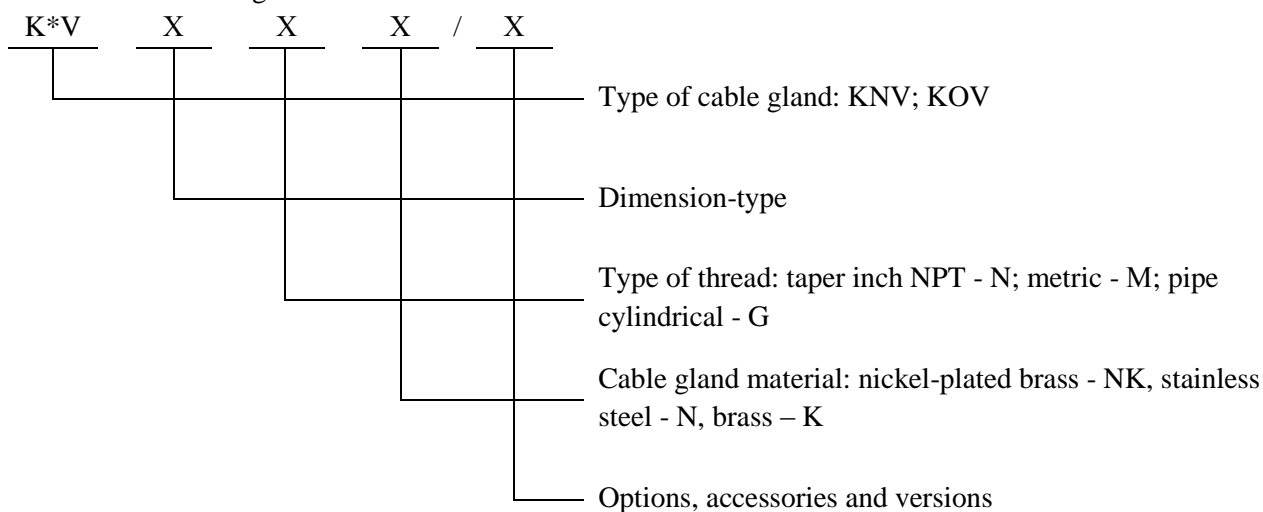 K*V X X X / X
Type of cable gland: KNV; KOV
Dimension-type
Type of thread: taper inch NPT - N; metric - M; pipe
cylindrical - G
Cable gland material: nickel-plated brass - NK, stainless
steel - N, brass – K
Options, accessories and versions